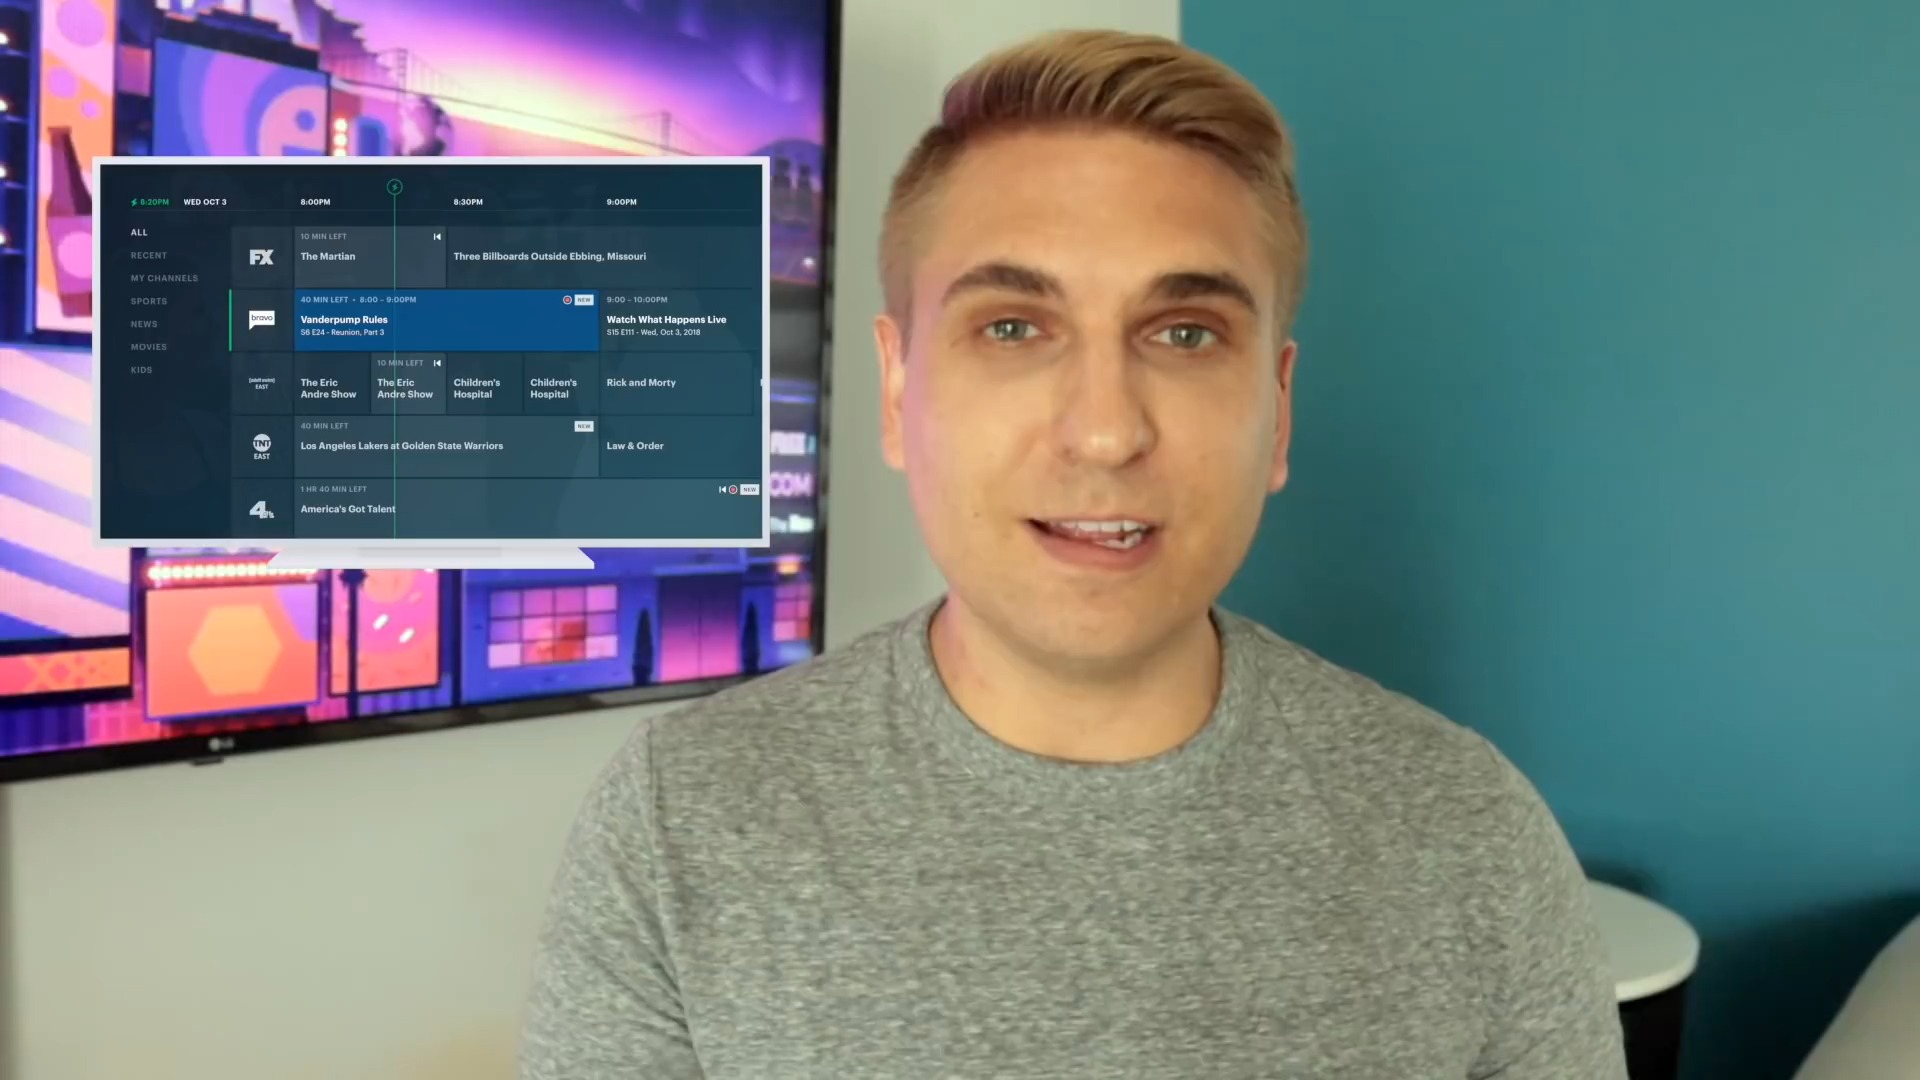 8:20PM WED OCT 3 8:00PM 8:30PM 9:00PM
ALL
RECENT
MY CHANNELS
SPORTS
NEWS
MOVIES
KIDS
FX
10 MIN LEFT
The Martian
Three Billboards Outside Ebbing, Missouri
bravo
40 MIN LEFT • 8:00 – 9:00PM
NEW
Vanderpump Rules
S6 E24 - Reunion, Part 3
9:00 – 10:00PM
Watch What Happens Live
S15 E111 - Wed, Oct 3, 2018
[adult swim]
EAST
The Eric
Andre Show
10 MIN LEFT
The Eric
Andre Show
Children's
Hospital
Children's
Hospital
Rick and Morty
TNT
EAST
40 MIN LEFT
NEW
Los Angeles Lakers at Golden State Warriors
Law & Order
4
1 HR 40 MIN LEFT
NEW
America's Got Talent
COM
LG